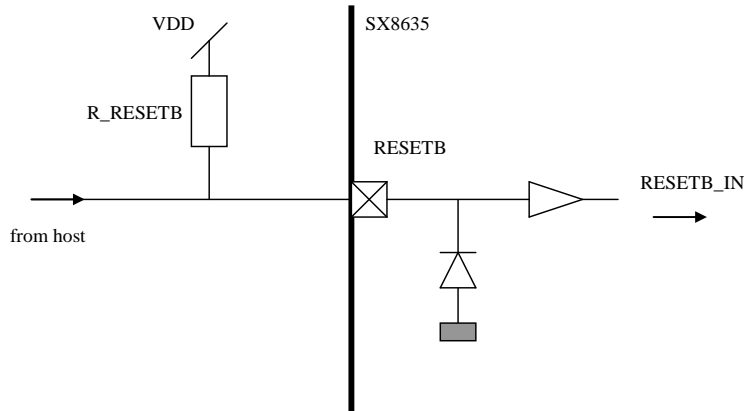 VDD
SX8635
R_RESETB
RESETB
RESETB_IN
from host